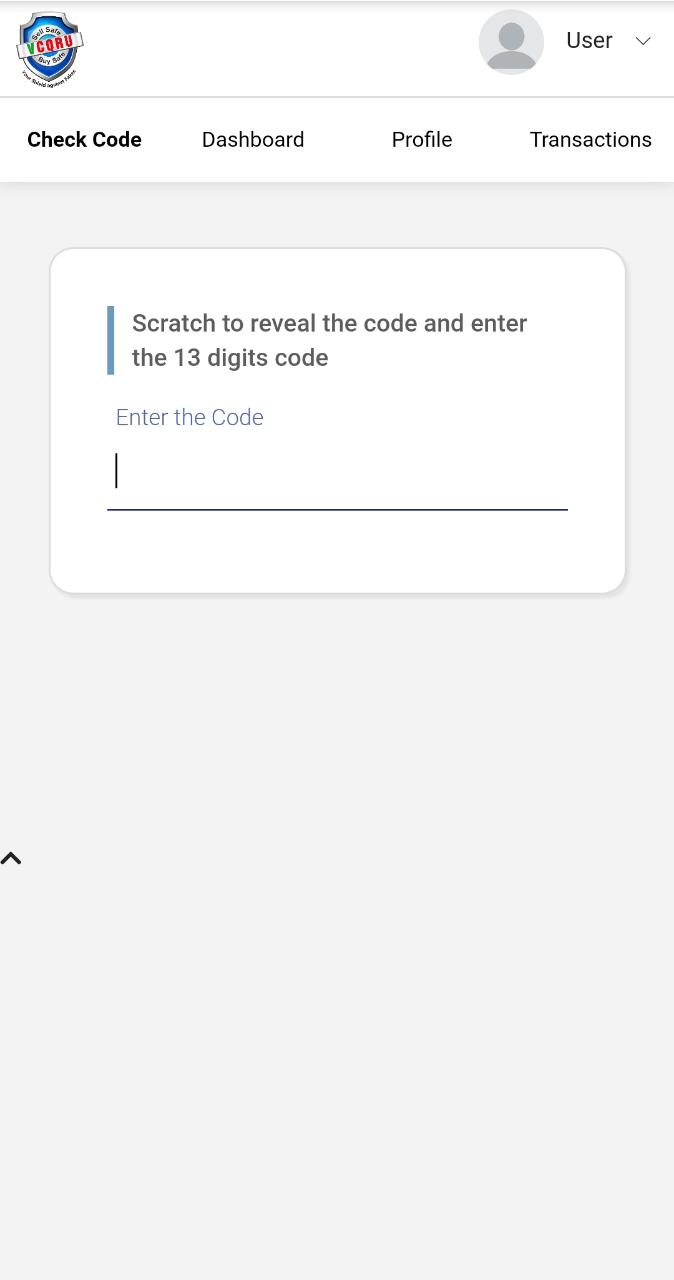 Sell Safe
VCQRU
Buy Safe
Your Shield against Fakes
User
Check Code Dashboard Profile Transactions
Scratch to reveal the code and enter
the 13 digits code
Enter the Code